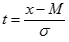 t = (x − M) / σ